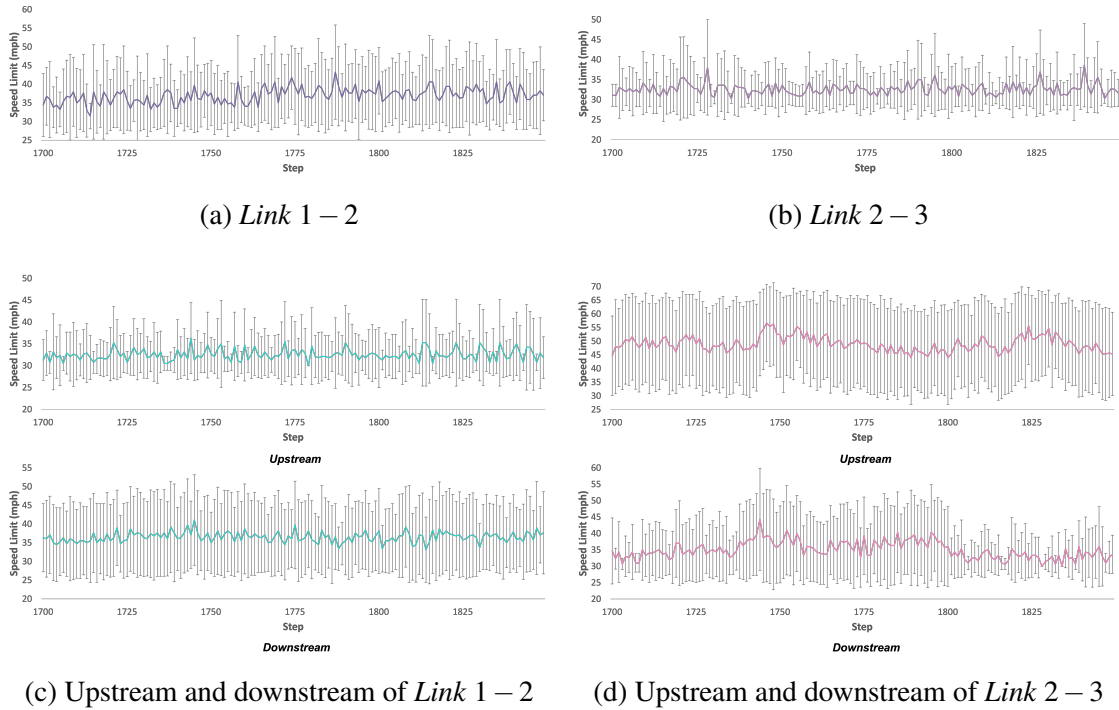 60
55
50
45
40
35
30
25
Speed Limit (mph)
1700 1725 1750 1775 1800 1825
Step
(a) Link 1 – 2
50
45
40
35
30
25
20
Speed Limit (mph)
1700 1725 1750 1775 1800 1825
Step
(b) Link 2 – 3
50
45
40
35
30
25
20
Speed Limit (mph)
1700 1725 1750 1775 1800 1825
Step
Upstream
55
50
45
40
35
30
25
20
Speed Limit (mph)
1700 1725 1750 1775 1800 1825
Step
Downstream
(c) Upstream and downstream of Link 1 – 2
70
65
60
55
50
45
40
35
30
25
Speed Limit (mph)
1700 1725 1750 1775 1800 1825
Step
Upstream
60
55
50
45
40
35
30
25
20
Speed Limit (mph)
1700 1725 1750 1775 1800 1825
Step
Downstream
(d) Upstream and downstream of Link 2 – 3